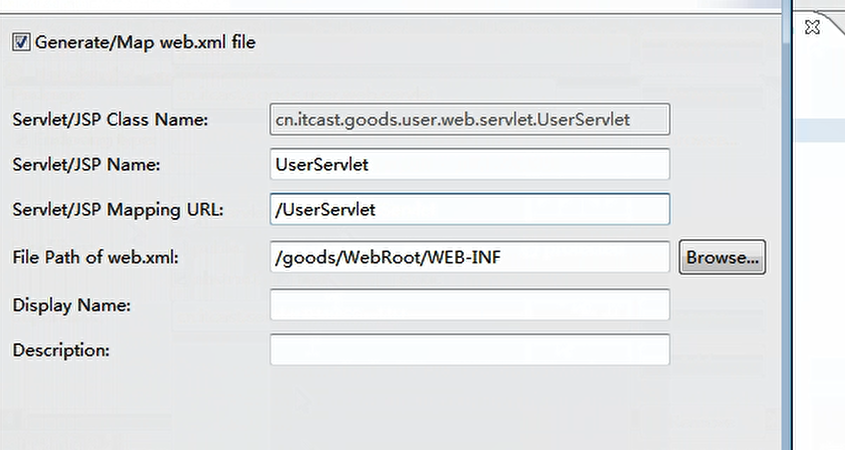 Generate/Map web.xml file
Servlet/JSP Class Name: cn.itcast.goods.user.web.servlet.UserServlet
Servlet/JSP Name: UserServlet
Servlet/JSP Mapping URL: /UserServlet
File Path of web.xml: /goods/WebRoot/WEB-INF Browse...
Display Name:
Description: